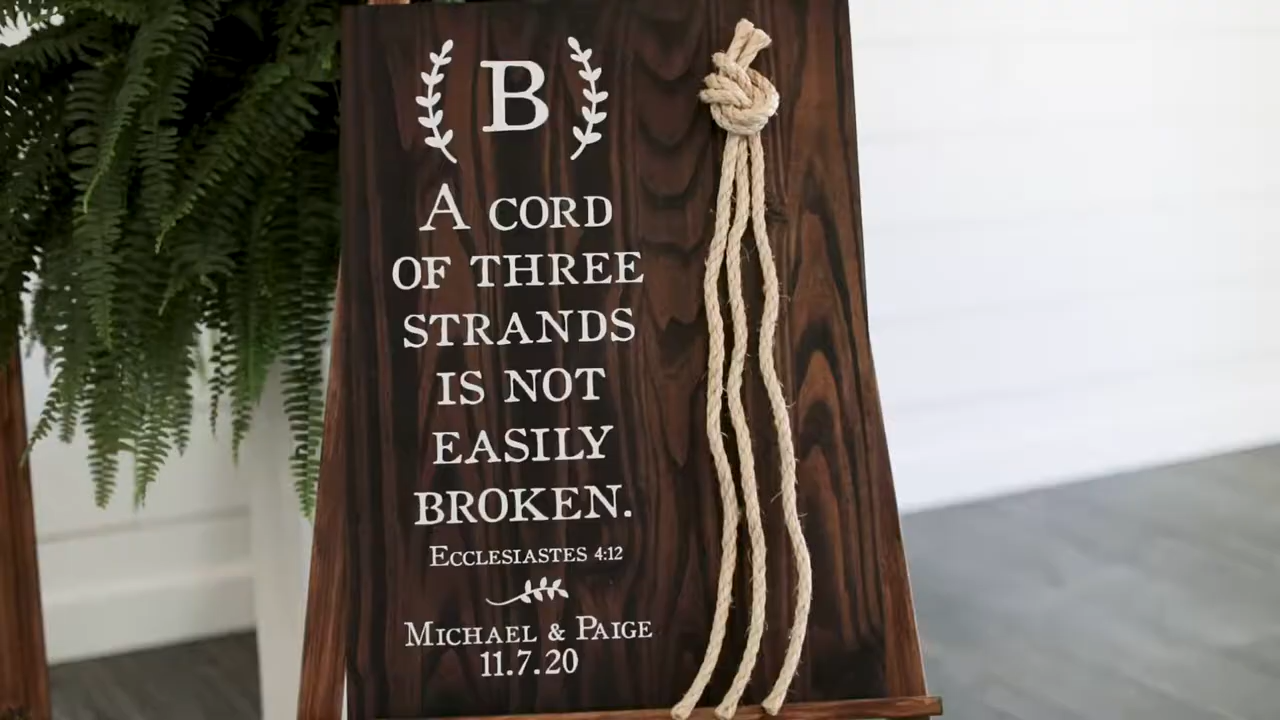 B
A CORD
OF THREE
STRANDS
IS NOT
EASILY
BROKEN.
ECCLESIASTES 4:12
MICHAEL & PAIGE
11.7.20